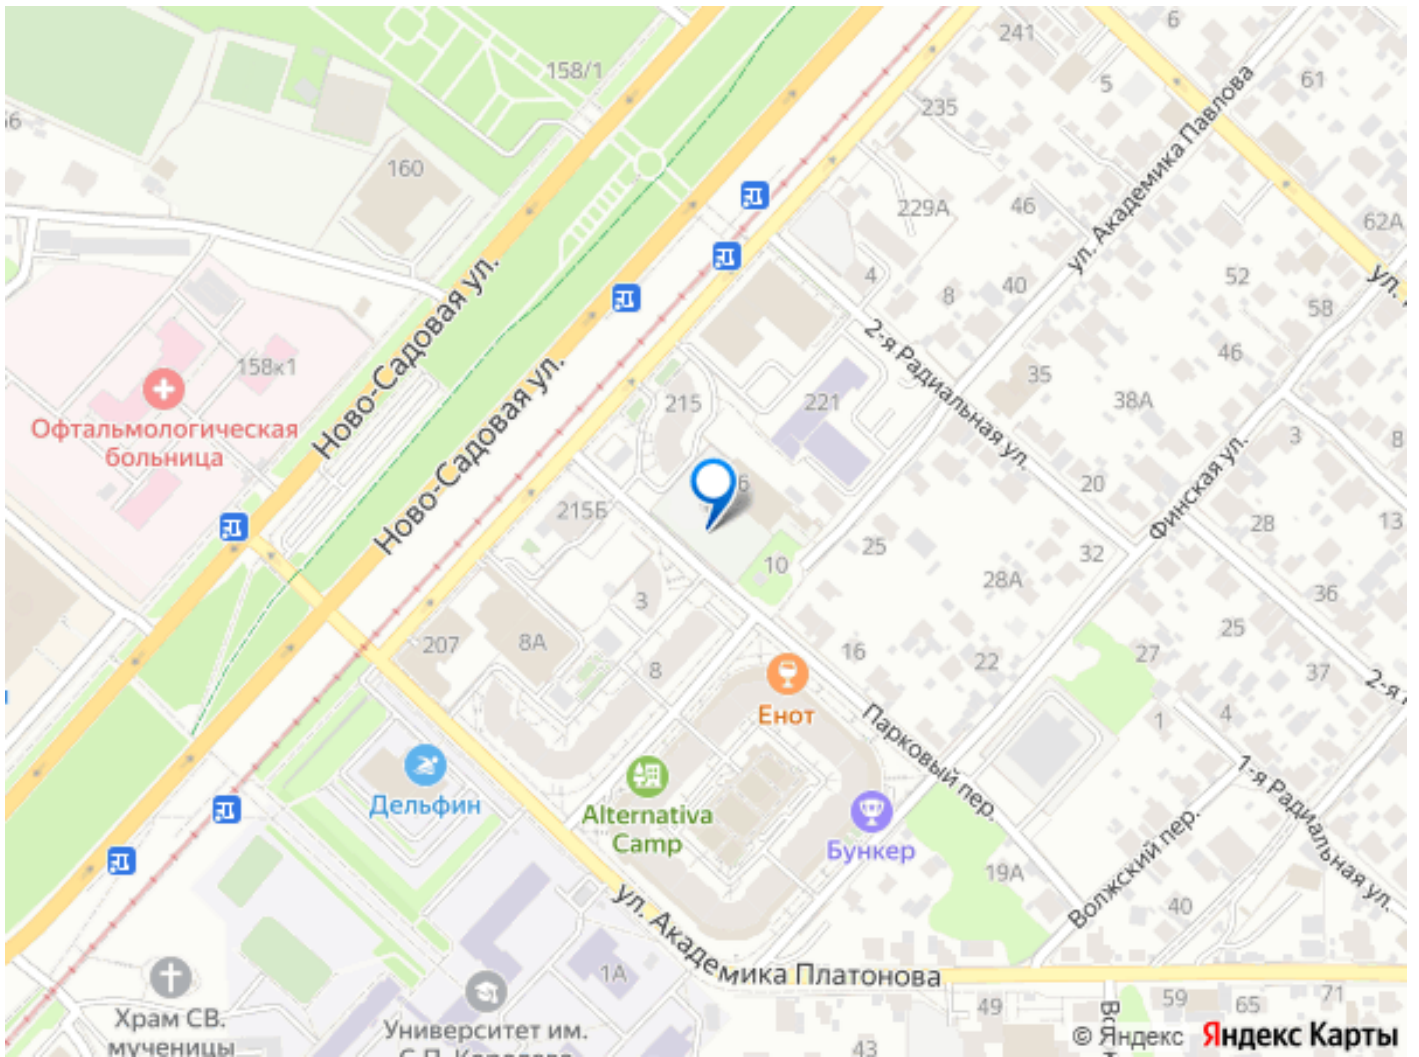 241
6
5
61
158/1
235
ул. Академика Павлова
160
229А
46
62А
4
8
40
52
58
ул.
Ново-Садовая ул.
2-я Радиальная ул.
158к1
Офтальмологическая
больница
Ново-Садовая ул.
215
221
35
46
38А
3
8
Финская ул.
20
215Б
6
28
13
25
32
10
28А
36
3
207
8А
8
16
22
25
27
37
1
4
2-я
Енот
Парковый пер.
1-я Радиальная ул.
Дельфин
Alternativa
Camp
Бункер
Волжский пер.
19А
40
ул. Академика Платонова
1А
Храм СВ.
мученицы
Университет им.
С.П. Королева
49
59
65
71
43
© Яндекс Яндекс Карты